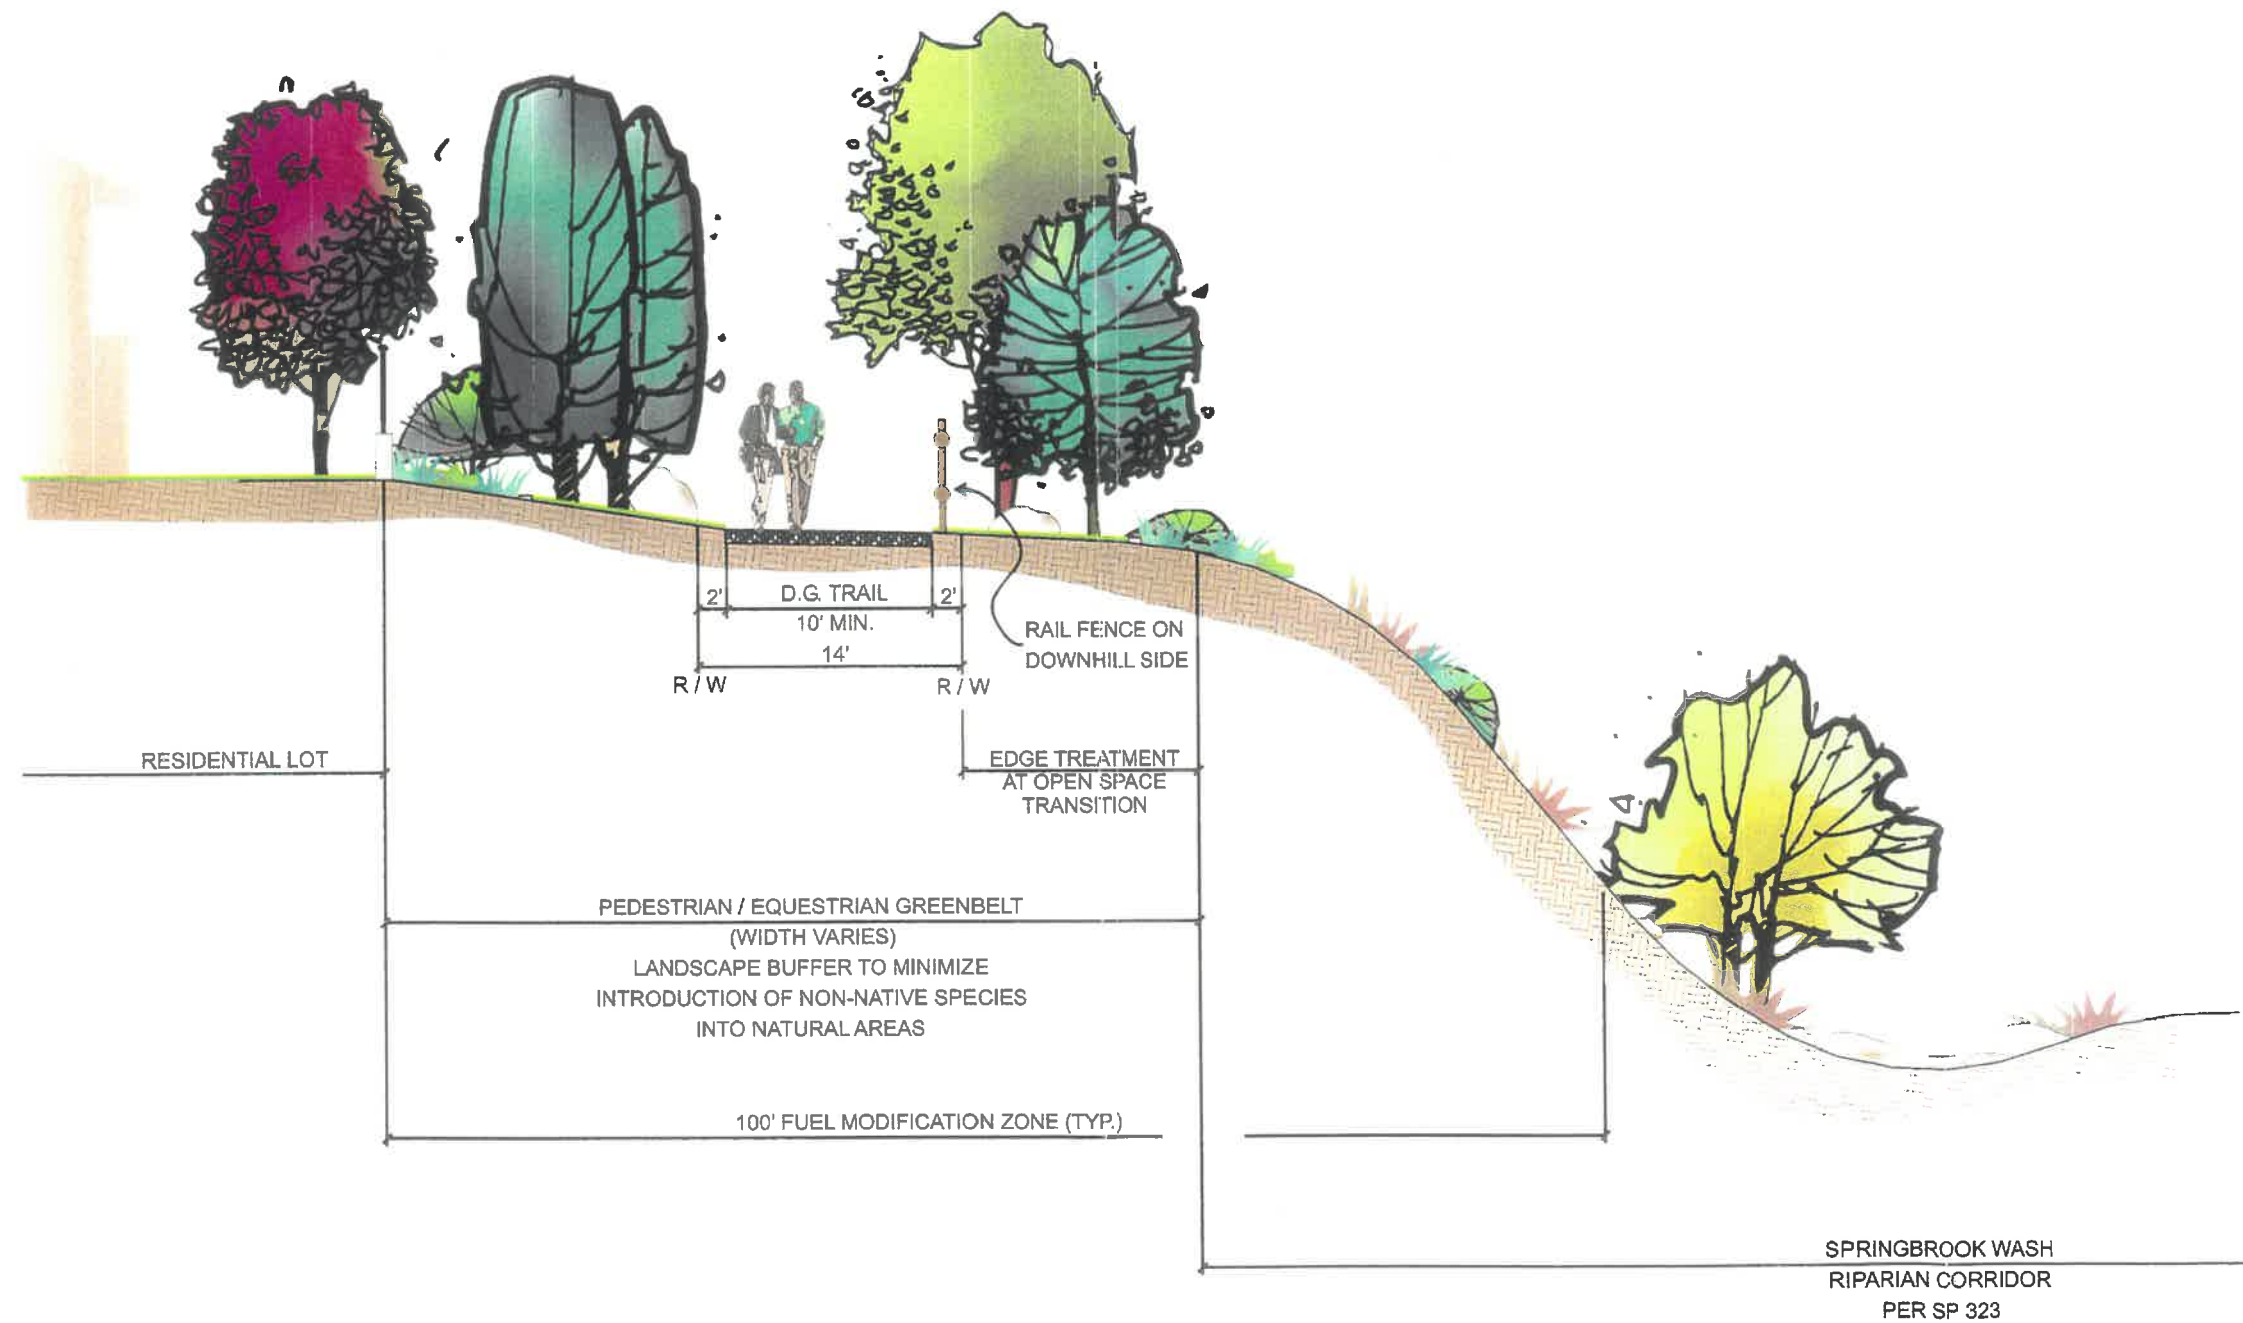 2'
D.G. TRAIL
2'
10' MIN.
14'
R / W
R / W
RAIL FENCE ON
DOWNHILL SIDE
RESIDENTIAL LOT
EDGE TREATMENT
AT OPEN SPACE
TRANSITION
PEDESTRIAN / EQUESTRIAN GREENBELT
(WIDTH VARIES)
LANDSCAPE BUFFER TO MINIMIZE
INTRODUCTION OF NON-NATIVE SPECIES
INTO NATURAL AREAS
100' FUEL MODIFICATION ZONE (TYP.)
SPRINGBROOK WASH
RIPARIAN CORRIDOR
PER SP 323